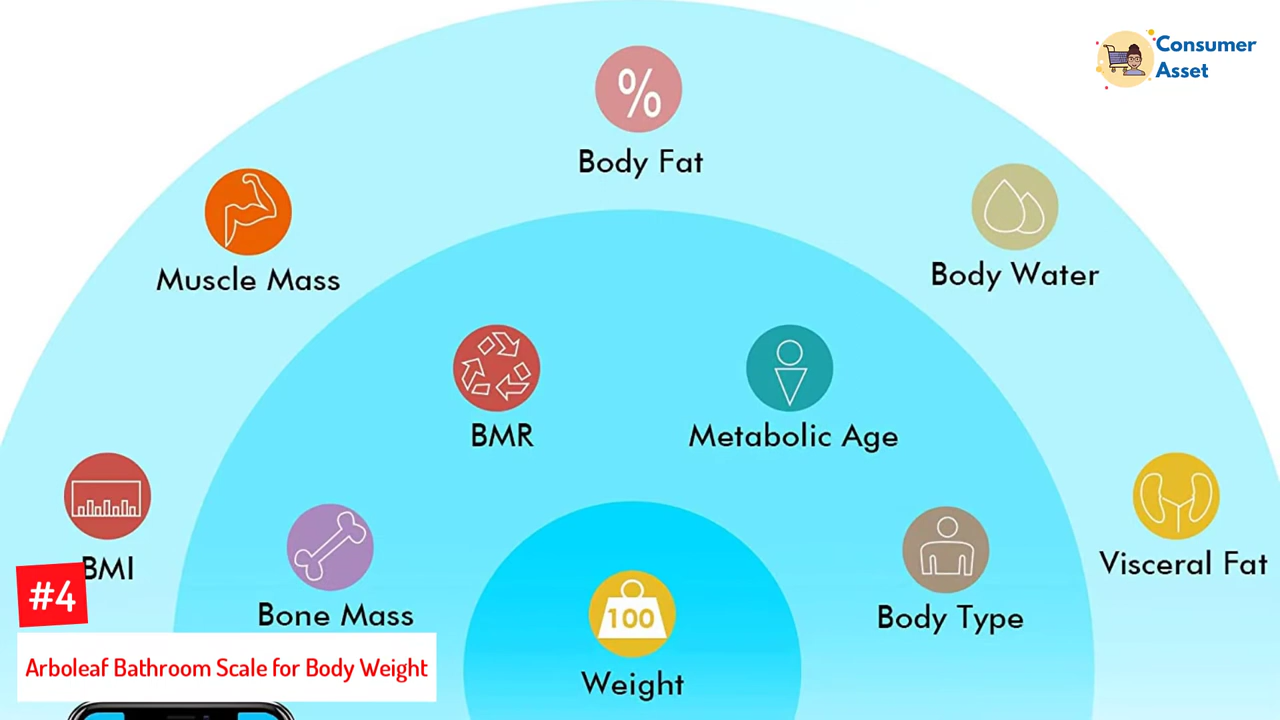 Consumer
Asset
%
Body Fat
Muscle Mass
Body Water
BMR
Metabolic Age
BMI
Visceral Fat
#4
Bone Mass
100
Body Type
Arboleaf Bathroom Scale for Body Weight
Weight